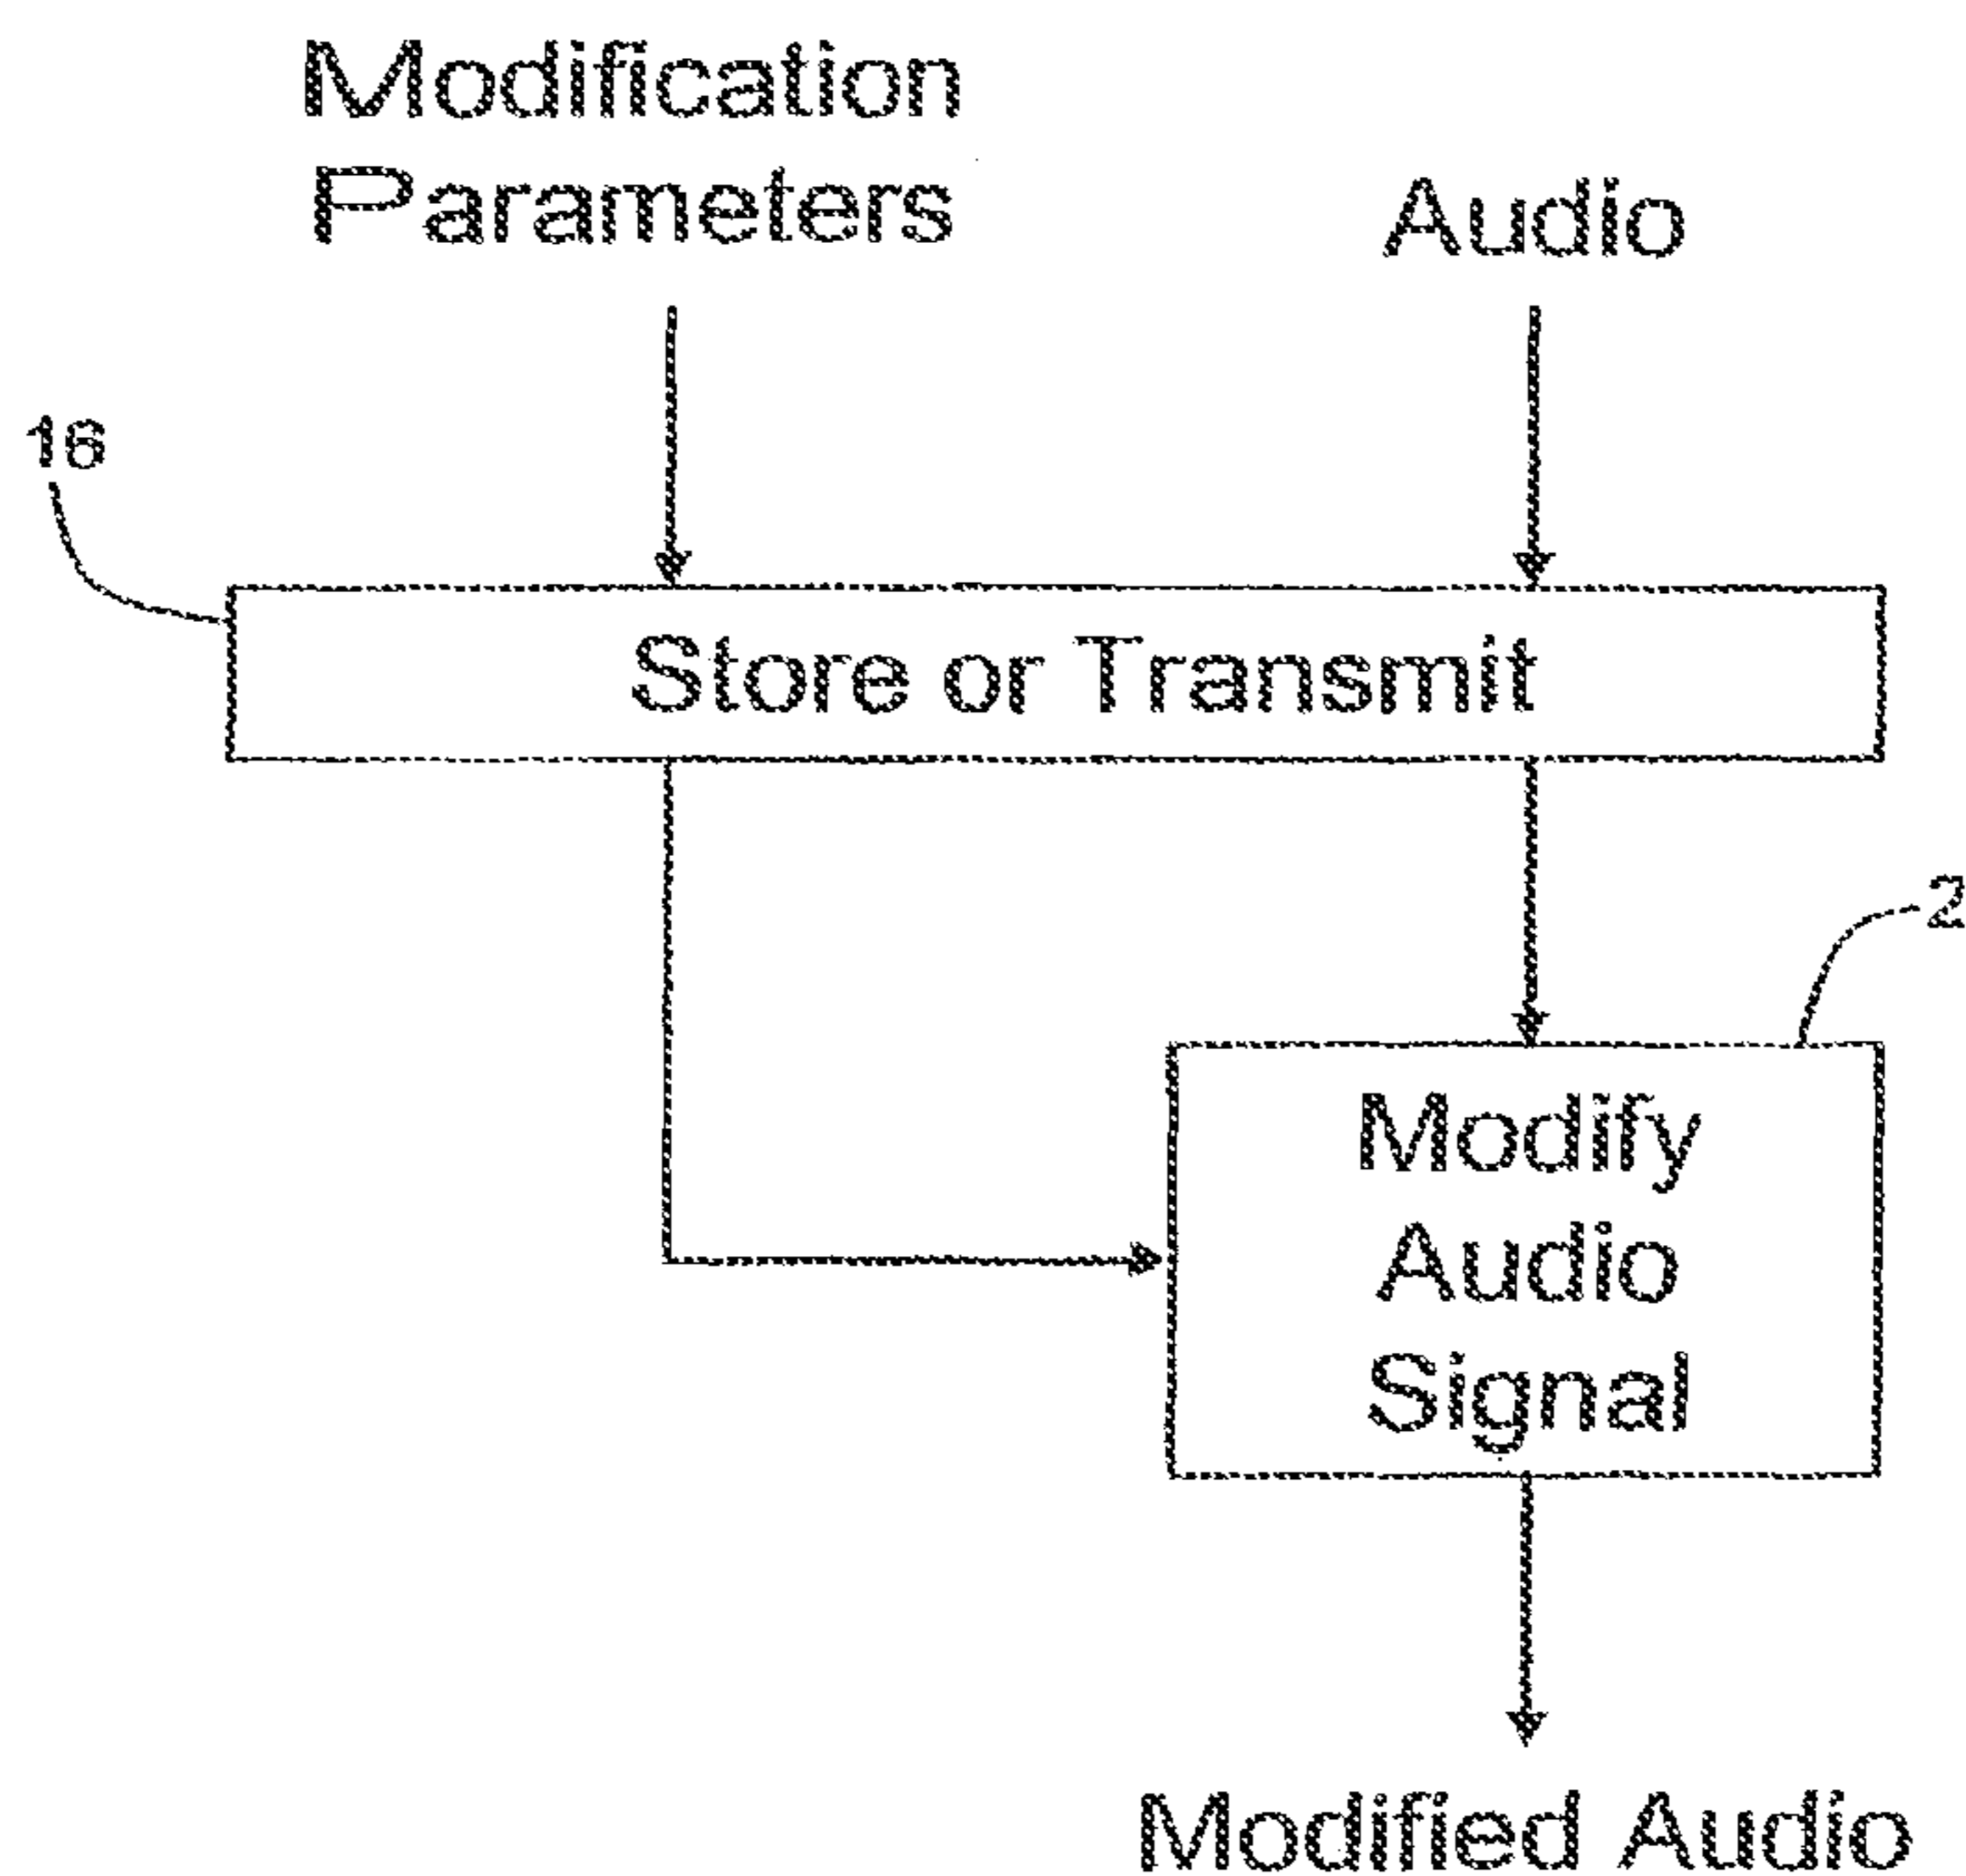 Modification
Parameters
Audio
16
Store or Transmit
2
Modify
Audio
Signal
Modified Audio